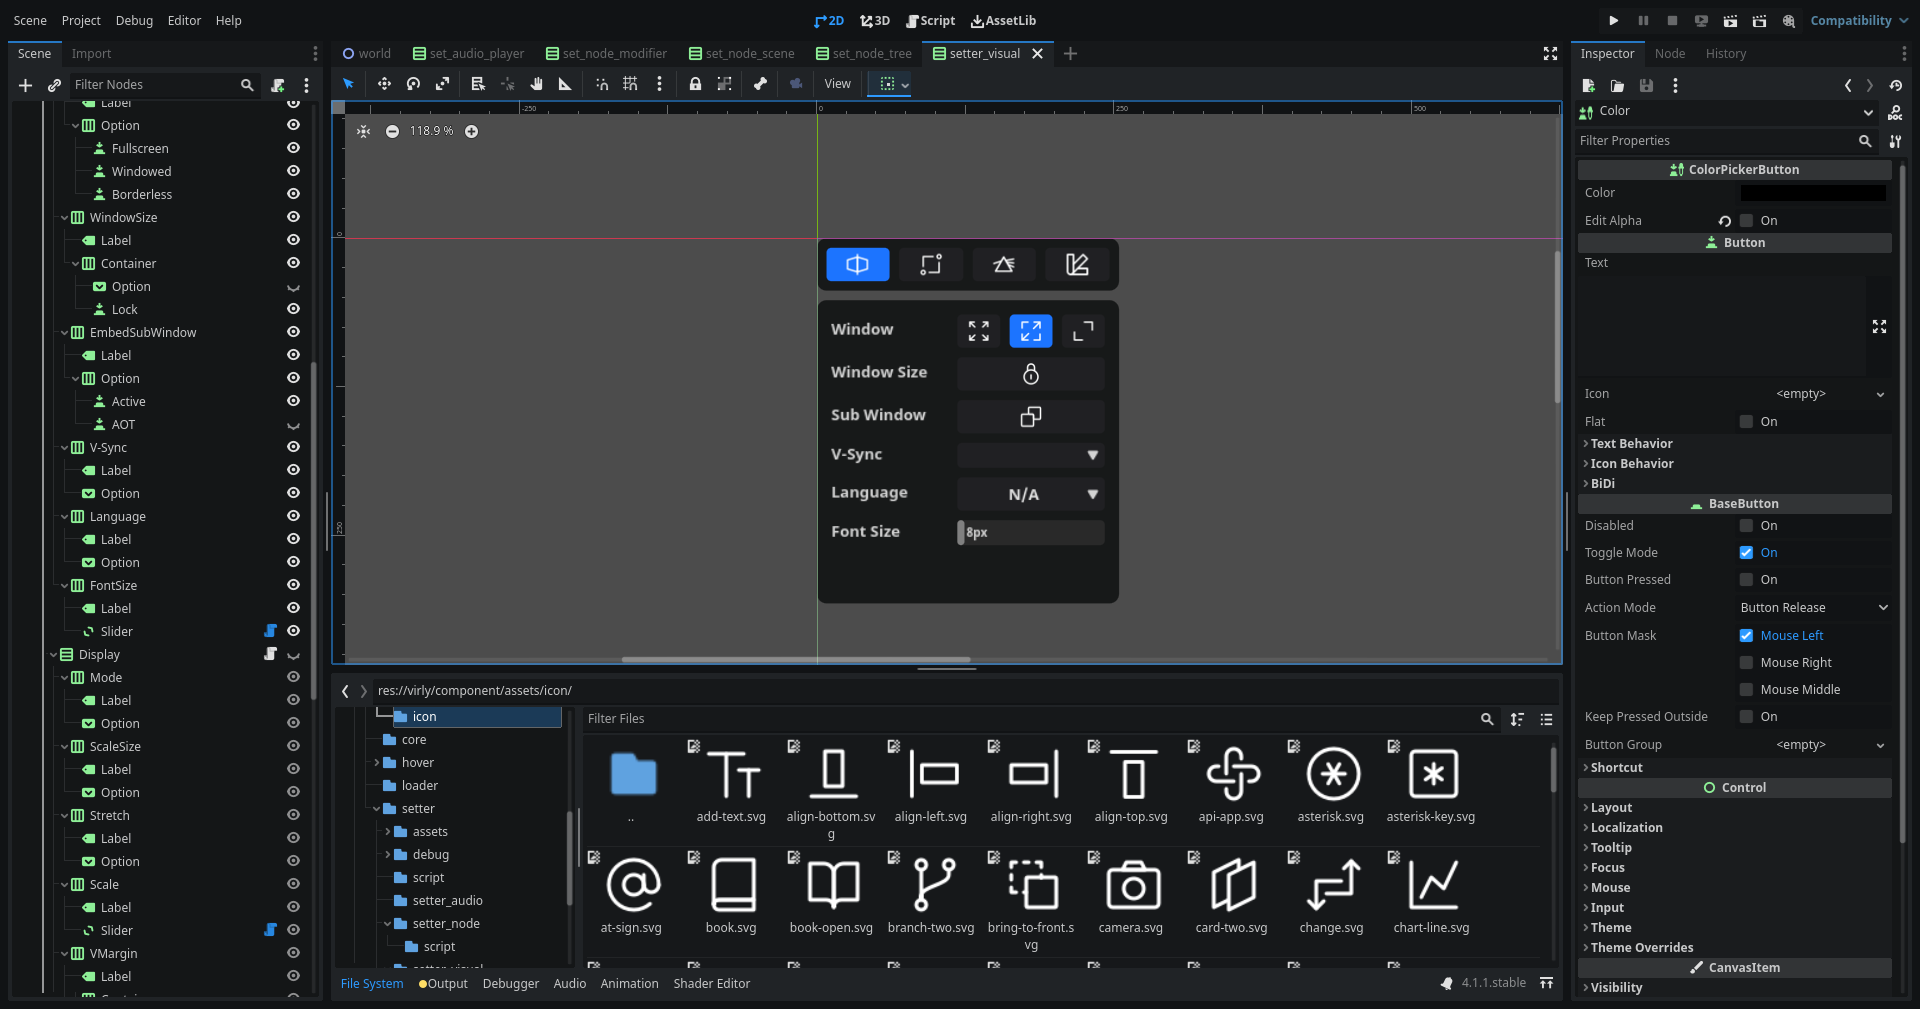 Scene Project Debug Editor Help
2D 3D Script AssetLib
Compatibility
Scene Import
Filter Nodes
Label
Option
Fullscreen
Windowed
Borderless
WindowSize
Label
Container
Option
Lock
EmbedSubWindow
Label
Option
Active
AOT
V-Sync
Label
Option
Language
Label
Option
FontSize
Label
Slider
Display
Mode
Label
Option
ScaleSize
Label
Option
Stretch
Label
Option
Scale
Label
Slider
VMargin
Label
world set_audio_player set_node_modifier set_node_scene set_node_tree setter_visual
View
-250 0 250 500
0
250
118.9 %
Window
Window Size
Sub Window
V-Sync
Language N/A
Font Size 8px
res://virly/component/assets/icon/
icon
core
hover
loader
setter
assets
debug
script
setter_audio
setter_node
script
Filter Files
.. add-text.svg align-bottom.svg align-left.svg align-right.svg align-top.svg api-app.svg asterisk.svg asterisk-key.svg
at-sign.svg book.svg book-open.svg branch-two.svg bring-to-front.svg camera.svg card-two.svg change.svg chart-line.svg
File System Output Debugger Audio Animation Shader Editor
4.1.1.stable
Inspector Node History
Color
Filter Properties
ColorPickerButton
Color
Edit Alpha On
Button
Text
Icon <empty>
Flat On
Text Behavior
Icon Behavior
BiDi
BaseButton
Disabled On
Toggle Mode On
Button Pressed On
Action Mode Button Release
Button Mask Mouse Left
Mouse Right
Mouse Middle
Keep Pressed Outside On
Button Group <empty>
Shortcut
Control
Layout
Localization
Tooltip
Focus
Mouse
Input
Theme
Theme Overrides
CanvasItem
Visibility